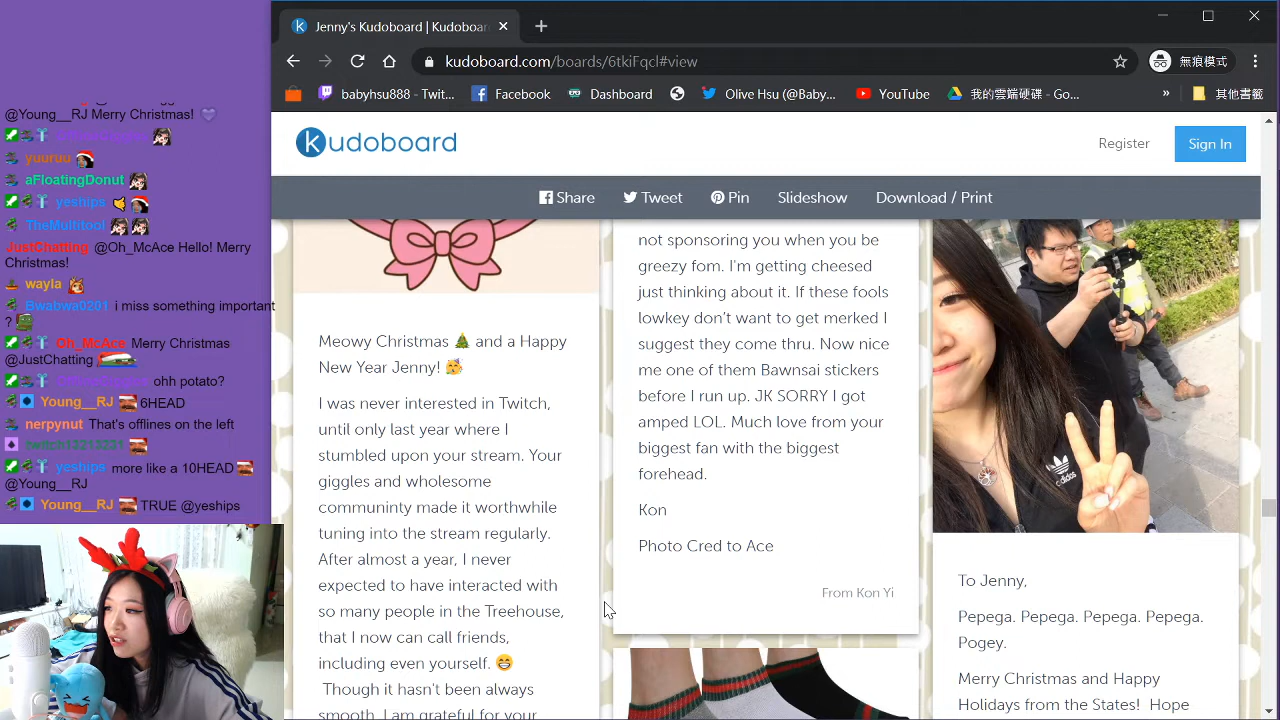 Jenny's Kudoboard | Kudoboa
kudoboard.com/boards/6tkiFqcl#view
無痕模式
babyhsu888 - Twit...
Facebook
Dashboard
Olive Hsu (@Baby...
YouTube
我的雲端硬碟 - Go...
»
其他書籤
kudoboard
Register
Sign In
Share
Tweet
Pin
Slideshow
Download / Print
@Young__RJ Merry Christmas!
yuuruu
aFloatingDonut
yeships
TheMultitool
JustChatting @Oh_McAce Hello! Merry
Christmas!
wayla
Bwabwa0201 i miss something important
?
Oh_McAce Merry Christmas
@JustChatting
ohh potato?
Young__RJ 6HEAD
nerpynut That's offlines on the left
twitch13213231
yeships more like a 10HEAD
@Young__RJ
Young__RJ TRUE @yeships
Meowy Christmas 🎄 and a Happy
New Year Jenny! 🥳
I was never interested in Twitch,
until only last year where I
stumbled upon your stream. Your
giggles and wholesome
communinty made it worthwhile
tuning into the stream regularly.
After almost a year, I never
expected to have interacted with
so many people in the Treehouse,
that I now can call friends,
including even yourself. 😁
Though it hasn't been always
smooth, I am grateful for your
not sponsoring you when you be
greezy fom. I'm getting cheesed
just thinking about it. If these fools
lowkey don't want to get merked I
suggest they come thru. Now nice
me one of them Bawnsai stickers
before I run up. JK SORRY I got
amped LOL. Much love from your
biggest fan with the biggest
forehead.
Kon
Photo Cred to Ace
From Kon Yi
adidas
To Jenny,
Pepega. Pepega. Pepega. Pepega.
Pogey.
Merry Christmas and Happy
Holidays from the States! Hope